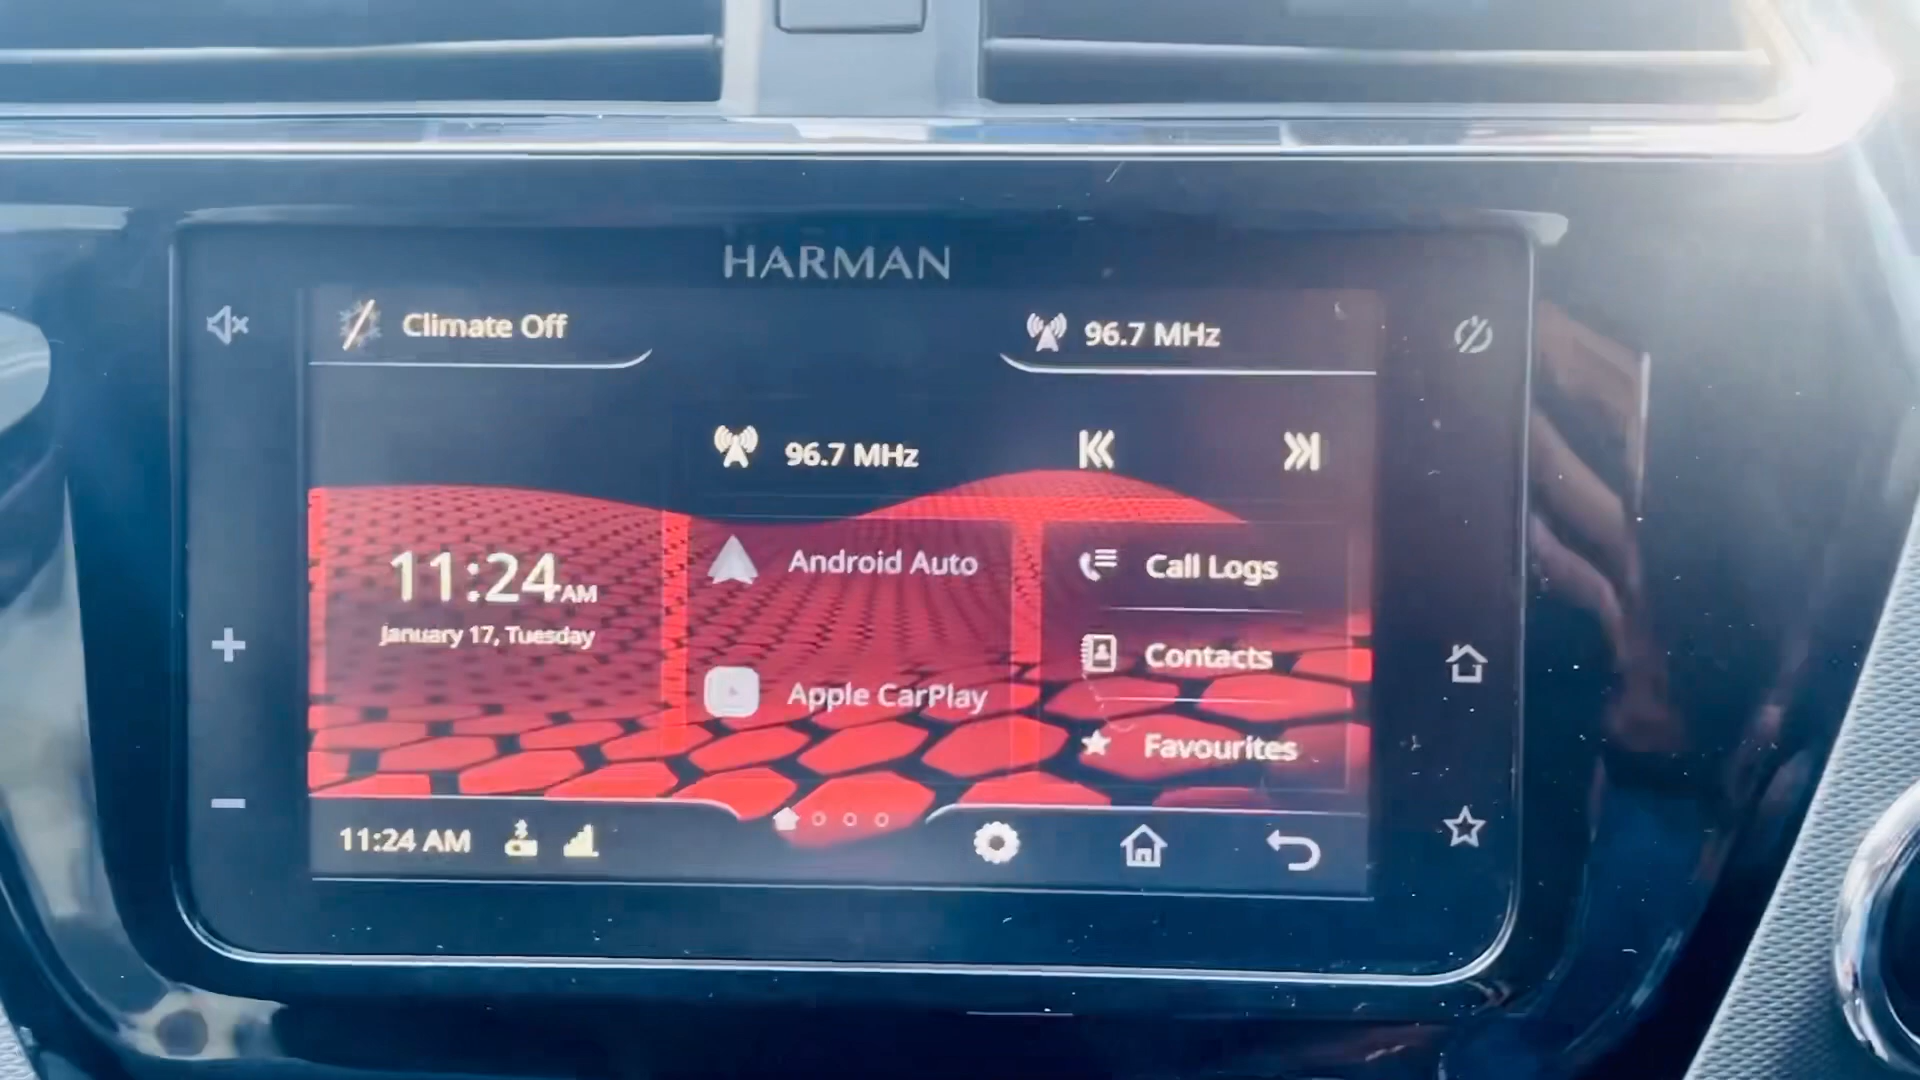 HARMAN
Climate Off
96.7 MHz
96.7 MHz
11:24 AM
January 17, Tuesday
Android Auto
Apple CarPlay
Call Logs
Contacts
Favourites
11:24 AM